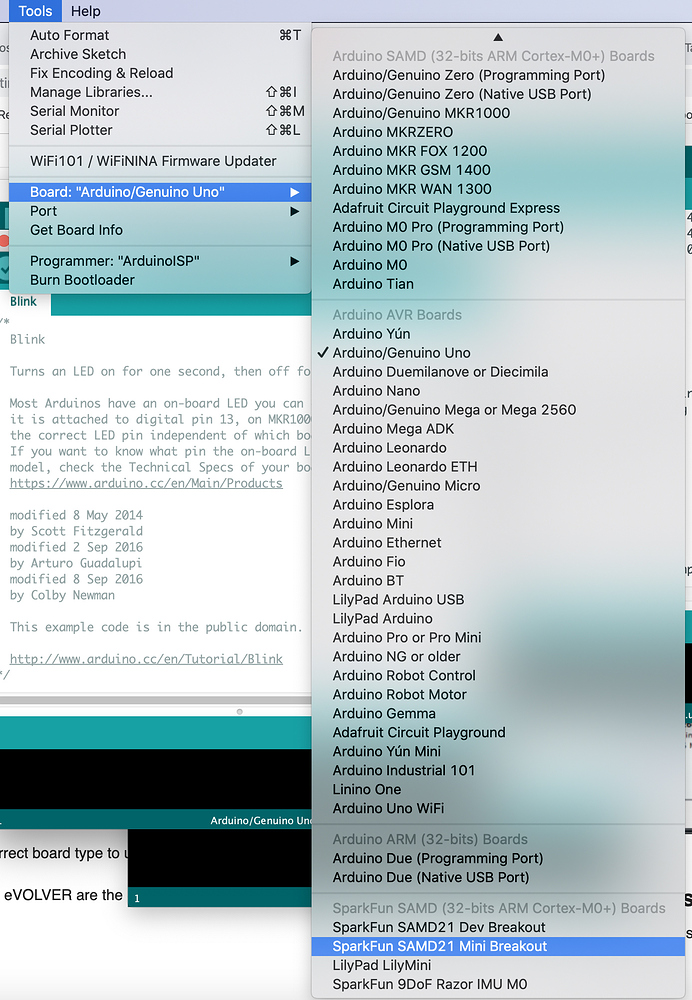 Tools Help
Auto Format ⌘T
Archive Sketch
Fix Encoding & Reload
Manage Libraries... ⇧⌘I
Serial Monitor ⇧⌘M
Serial Plotter ⇧⌘L
WiFi101 / WiFiNINA Firmware Updater
Board: "Arduino/Genuino Uno" ▶
Port ▶
Get Board Info
Programmer: "ArduinoISP" ▶
Burn Bootloader
▲
Arduino SAMD (32-bits ARM Cortex-M0+) Boards
Arduino/Genuino Zero (Programming Port)
Arduino/Genuino Zero (Native USB Port)
Arduino/Genuino MKR1000
Arduino MKRZERO
Arduino MKR FOX 1200
Arduino MKR GSM 1400
Arduino MKR WAN 1300
Adafruit Circuit Playground Express
Arduino M0 Pro (Programming Port)
Arduino M0 Pro (Native USB Port)
Arduino M0
Arduino Tian
Arduino AVR Boards
Arduino Yún
✓ Arduino/Genuino Uno
Arduino Duemilanove or Diecimila
Arduino Nano
Arduino/Genuino Mega or Mega 2560
Arduino Mega ADK
Arduino Leonardo
Arduino Leonardo ETH
Arduino/Genuino Micro
Arduino Esplora
Arduino Mini
Arduino Ethernet
Arduino Fio
Arduino BT
LilyPad Arduino USB
LilyPad Arduino
Arduino Pro or Pro Mini
Arduino NG or older
Arduino Robot Control
Arduino Robot Motor
Arduino Gemma
Adafruit Circuit Playground
Arduino Yún Mini
Arduino Industrial 101
Linino One
Arduino Uno WiFi
Arduino ARM (32-bits) Boards
Arduino Due (Programming Port)
Arduino Due (Native USB Port)
SparkFun SAMD (32-bits ARM Cortex-M0+) Boards
SparkFun SAMD21 Dev Breakout
SparkFun SAMD21 Mini Breakout
LilyPad LilyMini
SparkFun 9DoF Razor IMU M0
Blink
/*
Blink
Turns an LED on for one second, then off fo
Most Arduinos have an on-board LED you can
it is attached to digital pin 13, on MKR100
the correct LED pin independent of which bo
If you want to know what pin the on-board L
model, check the Technical Specs of your bo
https://www.arduino.cc/en/Main/Products
modified 8 May 2014
by Scott Fitzgerald
modified 2 Sep 2016
by Arturo Guadalupi
modified 8 Sep 2016
by Colby Newman
This example code is in the public domain.
http://www.arduino.cc/en/Tutorial/Blink
*/
Arduino/Genuino Uno
rrect board type to u
eVOLVER are the
1